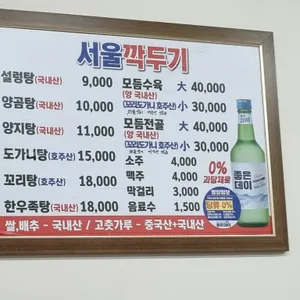 서울깍두기
설렁탕(국내산) 9,000
양곰탕(국내산) 10,000
양지탕(국내산) 11,000
도가니탕(호주산) 15,000
꼬리탕(호주산) 18,000
한우족탕(국내산) 18,000
모듬수육 大 40,000
(양 국내산)
(꼬리도가니 호주산) 小 30,000
모듬전골 大 40,000
(양 국내산)
(꼬리도가니 호주산) 小 30,000
소주 4,000
맥주 4,000
막걸리 3,000
음료수 1,500
0%
과당제로
좋은
데이
당류 0%
쌀,배추 - 국내산 / 고춧가루 - 중국산+국내산